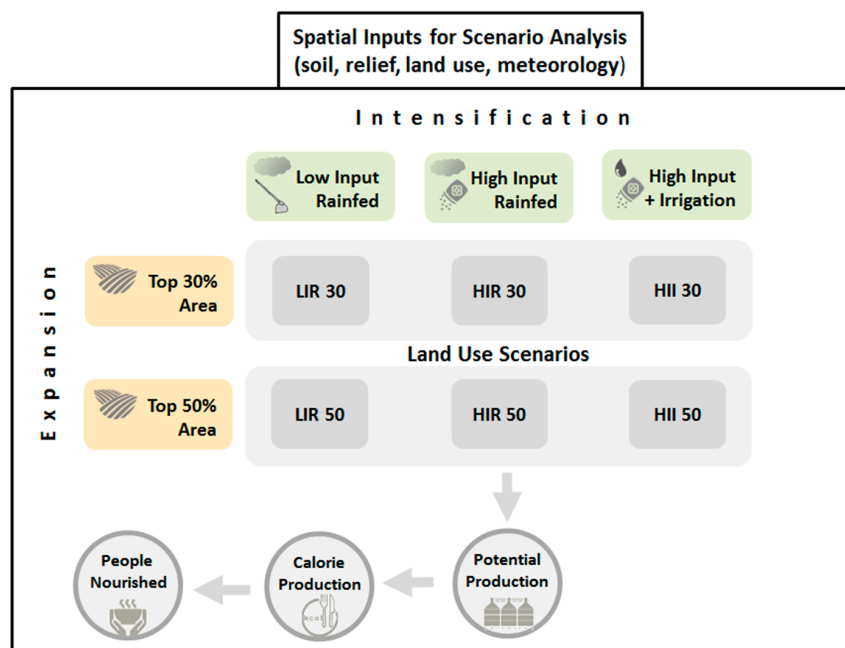 Spatial Inputs for Scenario Analysis
(soil, relief, land use, meteorology)
Intensification
Low Input
Rainfed
High Input
Rainfed
High Input
+ Irrigation
Expansion
Top 30%
Area
LIR 30
HIR 30
HII 30
Land Use Scenarios
Top 50%
Area
LIR 50
HIR 50
HII 50
People
Nourished
Calorie
Production
kcal
Potential
Production